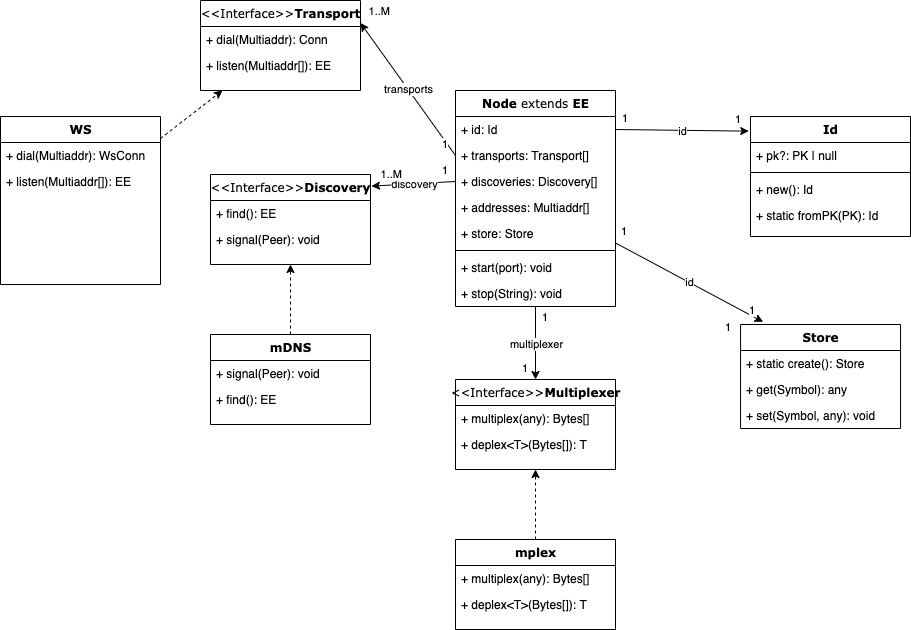 <<Interface>>Transport
+ dial(Multiaddr): Conn
+ listen(Multiaddr[]): EE
1..M
transports
1
WS
+ dial(Multiaddr): WsConn
+ listen(Multiaddr[]): EE
<<Interface>>Discovery
+ find(): EE
+ signal(Peer): void
1..M
discovery
1
mDNS
+ signal(Peer): void
+ find(): EE
Node extends EE
+ id: Id
+ transports: Transport[]
+ discoveries: Discovery[]
+ addresses: Multiaddr[]
+ store: Store
+ start(port): void
+ stop(String): void
1
id
1
Id
+ pk?: PK | null
+ new(): Id
+ static fromPK(PK): Id
1
id
1
1
Store
+ static create(): Store
+ get(Symbol): any
+ set(Symbol, any): void
1
multiplexer
1
<<Interface>>Multiplexer
+ multiplex(any): Bytes[]
+ deplex<T>(Bytes[]): T
mplex
+ multiplex(any): Bytes[]
+ deplex<T>(Bytes[]): T